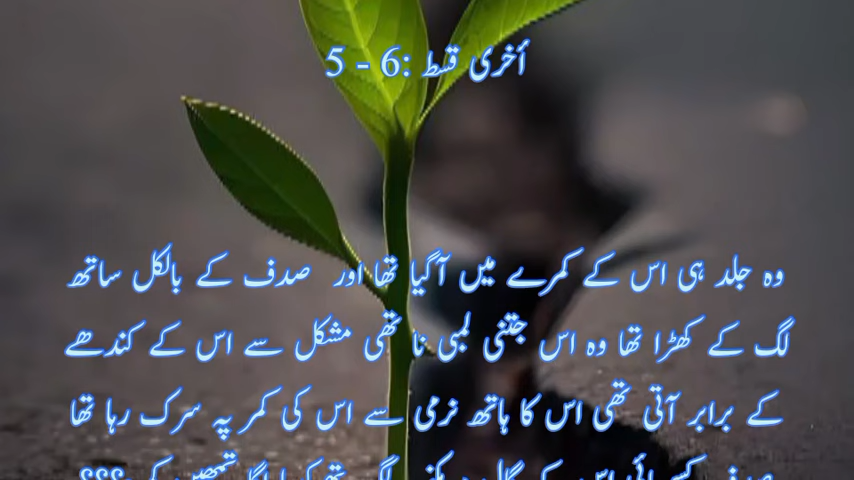 أخری قسط :6 - 5
وہ جلد ہی اس کے کمرے میں آگیا تھا اور صدف کے بالکل ساتھ
لگ کے کھڑا تھا وہ اس جتنی لمبی نا تھی مشکل سے اس کے کندھے
کے برابر آتی تھی اس کا ہاتھ نرمی سے اس کی کمر پہ سرک رہا تھا